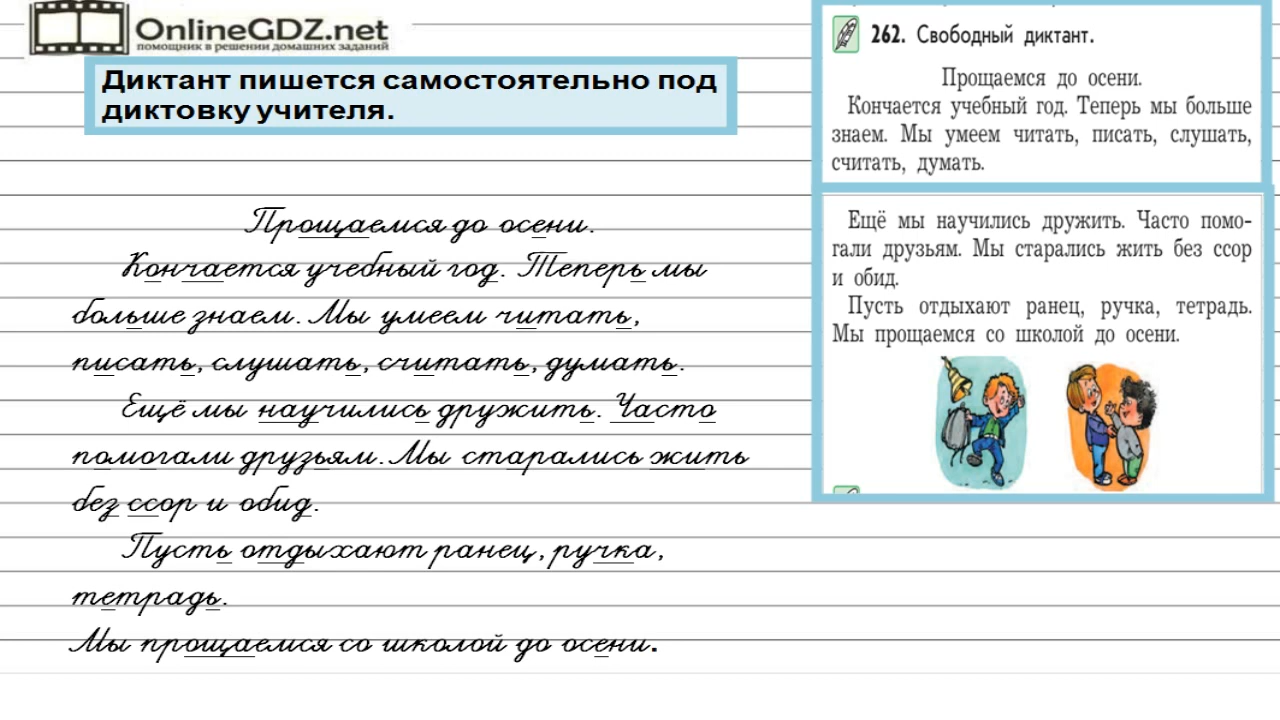 OnlineGDZ.net
помощник в решении домашних заданий
Диктант пишется самостоятельно под
диктовку учителя.
Прощаемся до осени.
Кончается учебный год. Теперь мы
больше знаем. Мы умеем читать,
писать, слушать, считать, думать.
Ещё мы научились дружить. Часто
помогали друзьям. Мы старались жить
без ссор и обид.
Пусть отдыхают ранец, ручка,
тетрадь.
Мы прощаемся со школой до осени.
262. Свободный диктант.
Прощаемся до осени.
Кончается учебный год. Теперь мы больше
знаем. Мы умеем читать, писать, слушать,
считать, думать.
Ещё мы научились дружить. Часто помо-
гали друзьям. Мы старались жить без ссор
и обид.
Пусть отдыхают ранец, ручка, тетрадь.
Мы прощаемся со школой до осени.